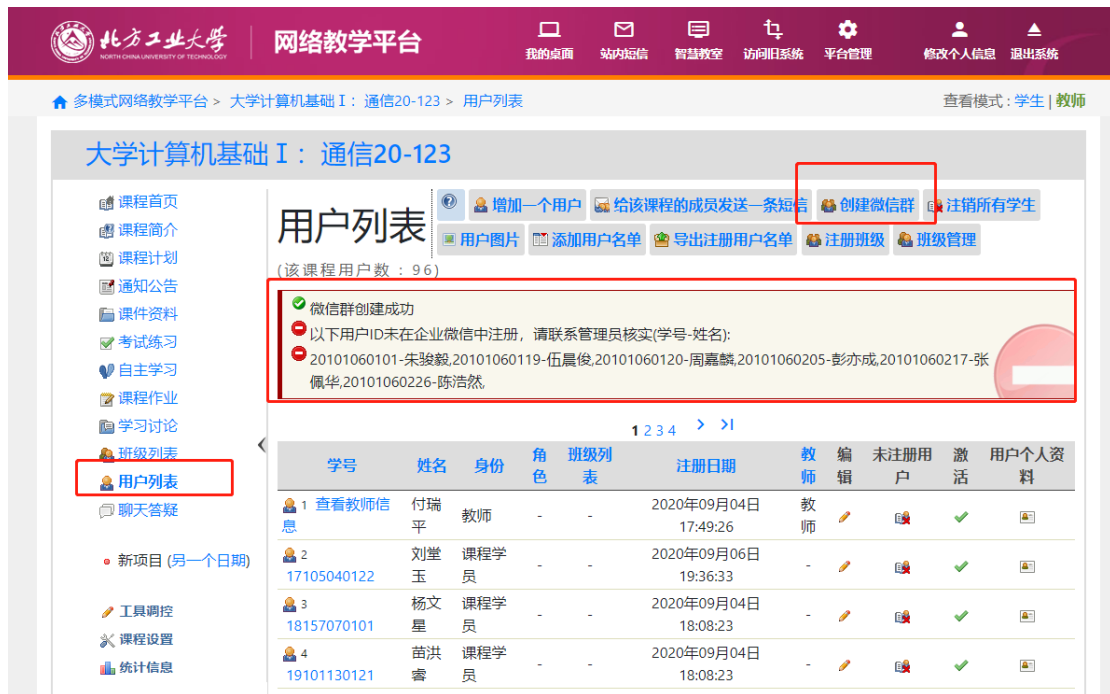 北方工业大学
NORTH CHINA UNIVERSITY OF TECHNOLOGY
网络教学平台
我的桌面 站内短信 智慧教室 访问旧系统 平台管理 修改个人信息 退出系统
多模式网络教学平台 > 大学计算机基础 I ： 通信20-123 > 用户列表
查看模式 : 学生 | 教师
大学计算机基础 I ： 通信20-123
课程首页
课程简介
课程计划
通知公告
课件资料
考试练习
自主学习
课程作业
学习讨论
班级列表
用户列表
聊天答疑
新项目 (另一个日期)
工具调控
课程设置
统计信息
用户列表
增加一个用户 给该课程的成员发送一条短信 创建微信群 注销所有学生
用户图片 添加用户名单 导出注册用户名单 注册班级 班级管理
(该课程用户数 : 96)
微信群创建成功
以下用户ID未在企业微信中注册，请联系管理员核实(学号-姓名):
20101060101-朱骏毅,20101060119-伍晨俊,20101060120-周嘉麟,20101060205-彭亦成,20101060217-张
佩华,20101060226-陈浩然,
1 2 3 4 > >|
学号 姓名 身份 角色 班级列表 注册日期 教师 编辑 未注册用户 激活 用户个人资料
1 查看教师信息 付瑞平 教师 - - 2020年09月04日 17:49:26 教师
2 17105040122 刘堂玉 课程学员 - - 2020年09月06日 19:36:33 -
3 18157070101 杨文星 课程学员 - - 2020年09月04日 18:08:23 -
4 19101130121 苗洪睿 课程学员 - - 2020年09月04日 18:08:23 -